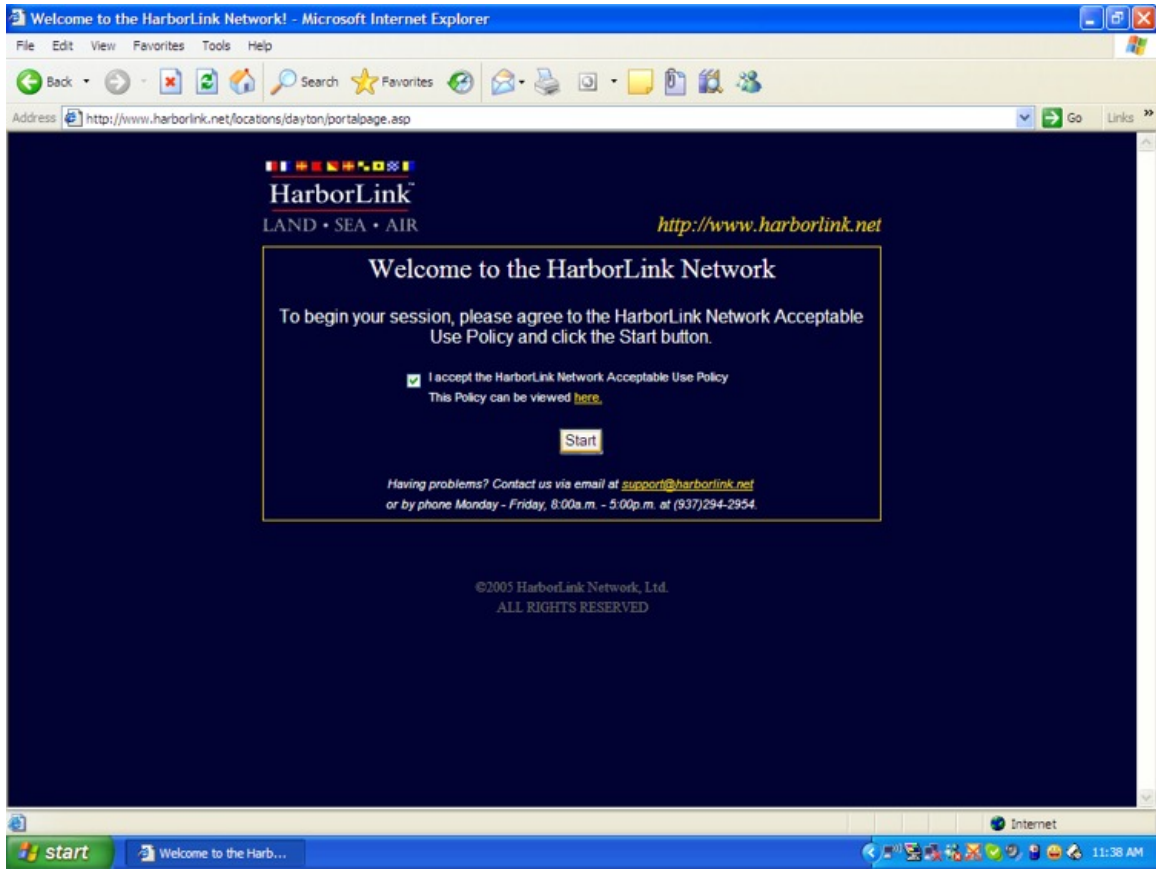 Welcome to the HarborLink Network! - Microsoft Internet Explorer
File Edit View Favorites Tools Help
Back Search Favorites
Address http://www.harborlink.net/locations/dayton/portalpage.asp Go Links »
HarborLink™
LAND • SEA • AIR
http://www.harborlink.net
Welcome to the HarborLink Network
To begin your session, please agree to the HarborLink Network Acceptable
Use Policy and click the Start button.
I accept the HarborLink Network Acceptable Use Policy
This Policy can be viewed here.
Start
Having problems? Contact us via email at support@harborlink.net
or by phone Monday - Friday, 8:00a.m. - 5:00p.m. at (937)294-2954.
©2005 HarborLink Network, Ltd.
ALL RIGHTS RESERVED
Internet
start Welcome to the Harb... 11:38 AM